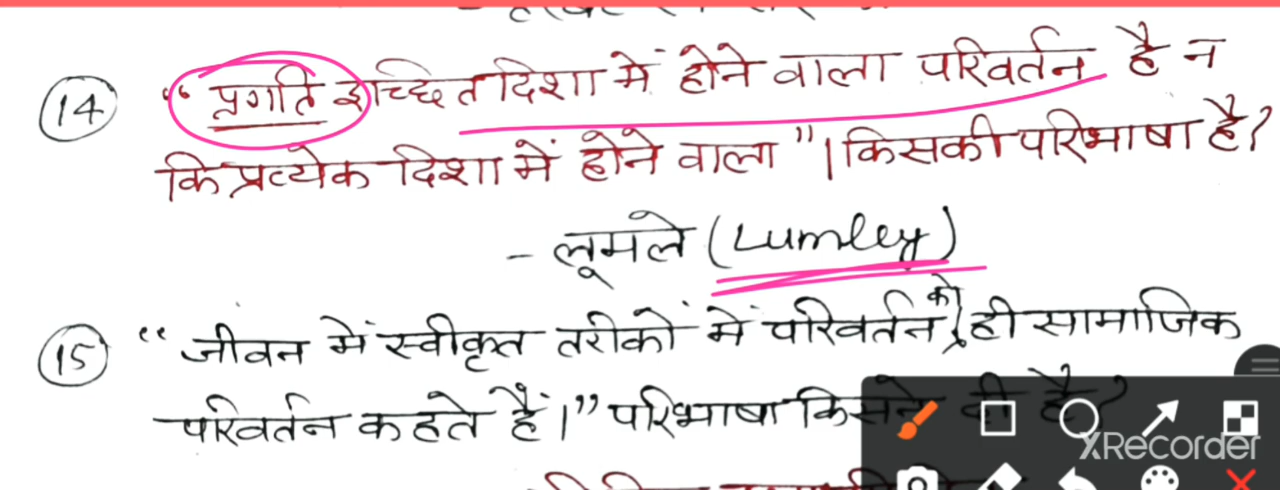 (14) “प्रगति इच्छित दिशा में होने वाला परिवर्तन है न
कि प्रत्येक दिशा में होने वाला”। किसकी परिभाषा है?
- लूमले (Lumley)
(15) “जीवन में स्वीकृत तरीकों में परिवर्तन को ही सामाजिक
परिवर्तन कहते हैं।” परिभाषा किसने दी है?
XRecorder